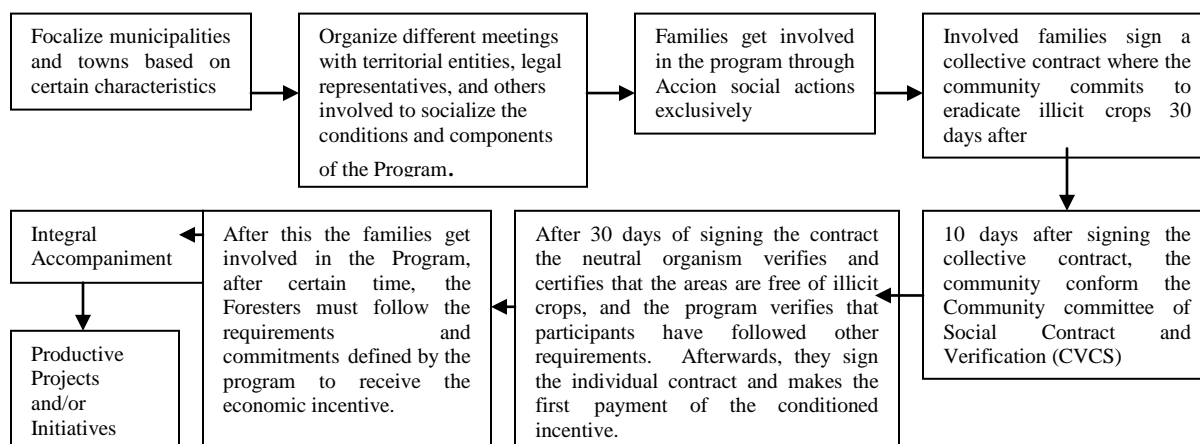 Focalize municipalities
and towns based on
certain characteristics
Organize different meetings
with territorial entities, legal
representatives, and others
involved to socialize the
conditions and components
of the Program.
Families get involved
in the program through
Accion social actions
exclusively
Involved families sign a
collective contract where the
community commits to
eradicate illicit crops 30
days after
10 days after signing the
collective contract, the
community conform the
Community committee of
Social Contract and
Verification (CVCS)
After 30 days of signing the contract
the neutral organism verifies and
certifies that the areas are free of illicit
crops, and the program verifies that
participants have followed other
requirements. Afterwards, they sign
the individual contract and makes the
first payment of the conditioned
incentive.
After this the families get
involved in the Program,
after certain time, the
Foresters must follow the
requirements and
commitments defined by the
program to receive the
economic incentive.
Integral
Accompaniment
Productive
Projects
and/or
Initiatives